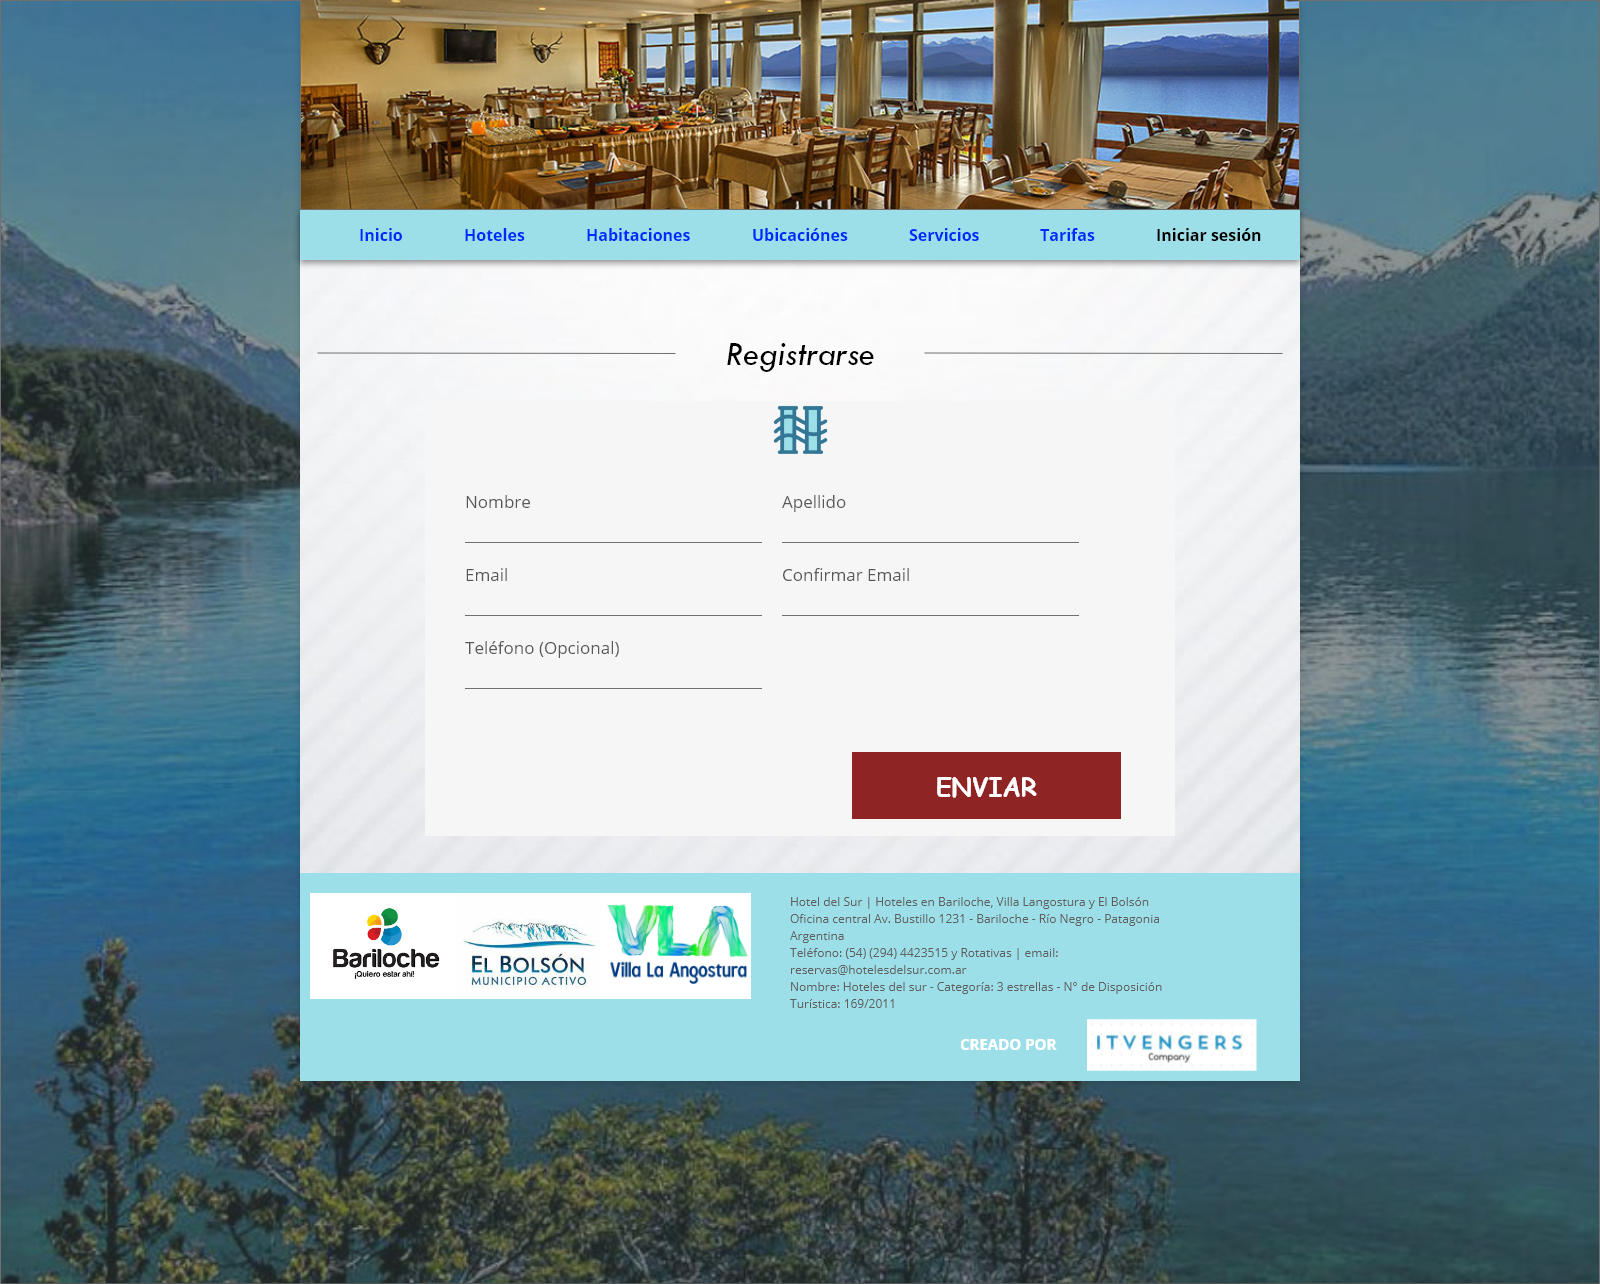 Inicio Hoteles Habitaciones Ubicaciónes Servicios Tarifas Iniciar sesión
Registrarse
Nombre Apellido
Email Confirmar Email
Teléfono (Opcional)
ENVIAR
Bariloche
¡Quiero estar ahí!
EL BOLSÓN
MUNICIPIO ACTIVO
VLA
Villa La Angostura
Hotel del Sur | Hoteles en Bariloche, Villa Langostura y El Bolsón
Oficina central Av. Bustillo 1231 - Bariloche - Río Negro - Patagonia
Argentina
Teléfono: (54) (294) 4423515 y Rotativas | email:
reservas@hotelesdelsur.com.ar
Nombre: Hoteles del sur - Categoría: 3 estrellas - N° de Disposición
Turística: 169/2011
CREADO POR
ITVENGERS
Company